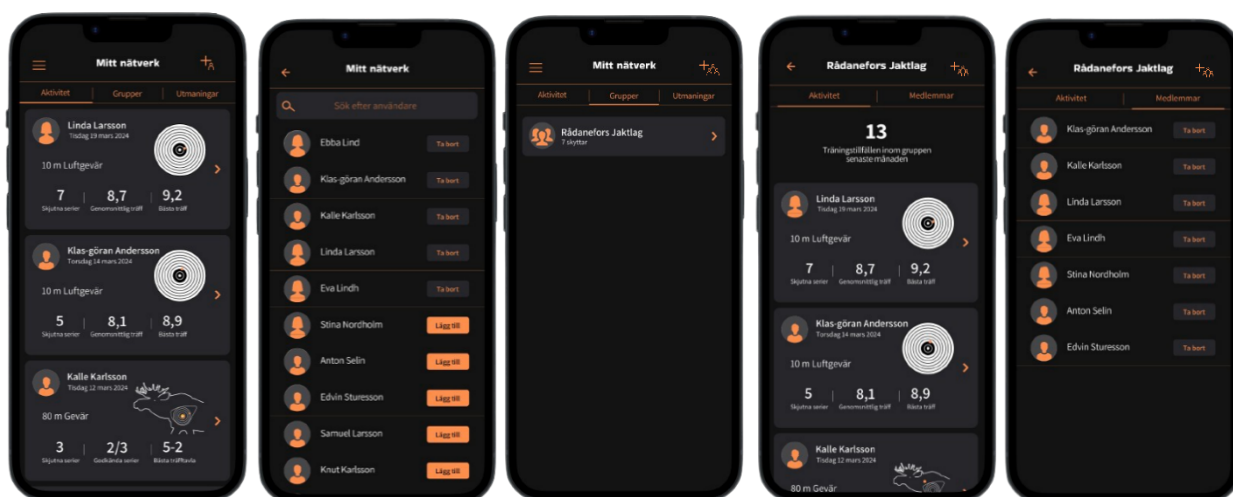 Mitt nätverk
Aktivitet Grupper Utmaningar
Linda Larsson
Tisdag 19 mars 2024
10 m Luftgevär
7 8,7 9,2
Skjutna serier Genomsnittlig träff Bästa träff
Klas-göran Andersson
Torsdag 14 mars 2024
10 m Luftgevär
5 8,1 8,9
Skjutna serier Genomsnittlig träff Bästa träff
Kalle Karlsson
Tisdag 12 mars 2024
80 m Gevär
3 2/3 5-2
Skjutna serier Godkända serier Bästa träfftavla
Mitt nätverk
Sök efter användare
Ebba Lind Ta bort
Klas-göran Andersson Ta bort
Kalle Karlsson Ta bort
Linda Larsson Ta bort
Eva Lindh Ta bort
Stina Nordholm Lägg till
Anton Selin Lägg till
Edvin Sturesson Lägg till
Samuel Larsson Lägg till
Knut Karlsson Lägg till
Mitt nätverk
Aktivitet Grupper Utmaningar
Rådanefors Jaktlag
7 skyttar
Rådanefors Jaktlag
Aktivitet Medlemmar
13
Träningstillfällen inom gruppen
senaste månaden
Linda Larsson
Tisdag 19 mars 2024
10 m Luftgevär
7 8,7 9,2
Skjutna serier Genomsnittlig träff Bästa träff
Klas-göran Andersson
Torsdag 14 mars 2024
10 m Luftgevär
5 8,1 8,9
Skjutna serier Genomsnittlig träff Bästa träff
Kalle Karlsson
Tisdag 12 mars 2024
80 m Gevär
Rådanefors Jaktlag
Aktivitet Medlemmar
Klas-göran Andersson Ta bort
Kalle Karlsson Ta bort
Linda Larsson Ta bort
Eva Lindh Ta bort
Stina Nordholm Ta bort
Anton Selin Ta bort
Edvin Sturesson Ta bort